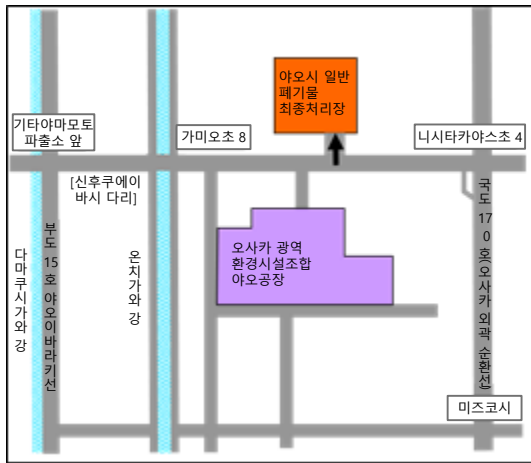 야오시 일반
폐기물
최종처리장
기타야마모토
파출소 앞
가미오초 8
니시타카야스초 4
[신후쿠에이
바시 다리]
오사카 광역
환경시설조합
야오공장
다마쿠시가와 강
부도 15호 야오이바라키선
온치가와 강
국도 170호(오사카 외곽 순환선)
미즈코시